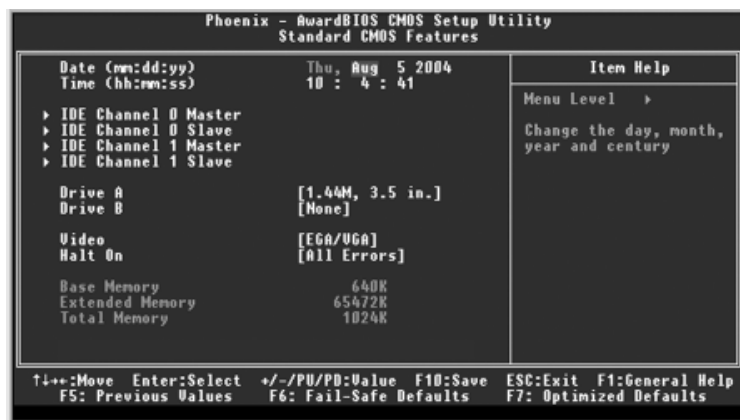 Phoenix - AwardBIOS CMOS Setup Utility
Standard CMOS Features
Date (mm:dd:yy) Thu, Aug 5 2004
Time (hh:mm:ss) 10 : 4 : 41
IDE Channel 0 Master
IDE Channel 0 Slave
IDE Channel 1 Master
IDE Channel 1 Slave
Drive A [1.44M, 3.5 in.]
Drive B [None]
Video [EGA/VGA]
Halt On [All Errors]
Base Memory 640K
Extended Memory 65472K
Total Memory 1024K
Item Help
Menu Level ▸
Change the day, month,
year and century
↑↓→←:Move Enter:Select +/-/PU/PD:Value F10:Save ESC:Exit F1:General Help
F5: Previous Values F6: Fail-Safe Defaults F7: Optimized Defaults